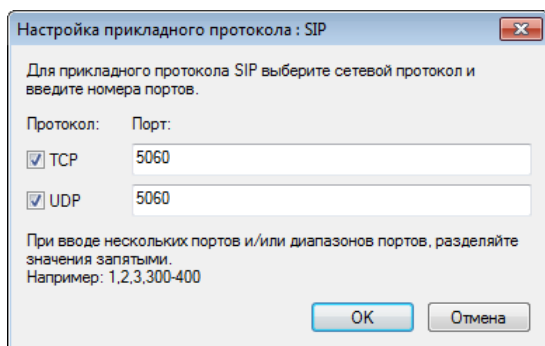 Настройка прикладного протокола : SIP
Для прикладного протокола SIP выберите сетевой протокол и
введите номера портов.
Протокол: Порт:
TCP 5060
UDP 5060
При вводе нескольких портов и/или диапазонов портов, разделяйте
значения запятыми.
Например: 1,2,3,300-400
OK Отмена